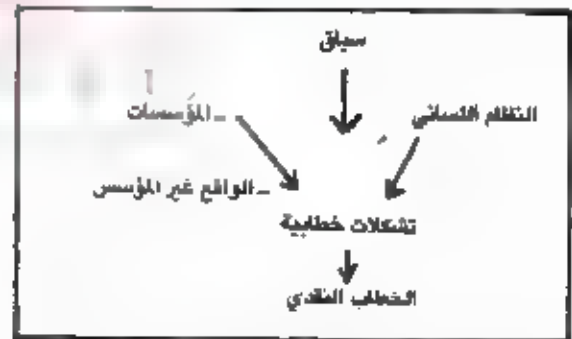 سياق
النظام اللساني
ـ المؤسسات
ـ الواقع غير المؤسس
تشكلات خطابية
الخطاب النقدي